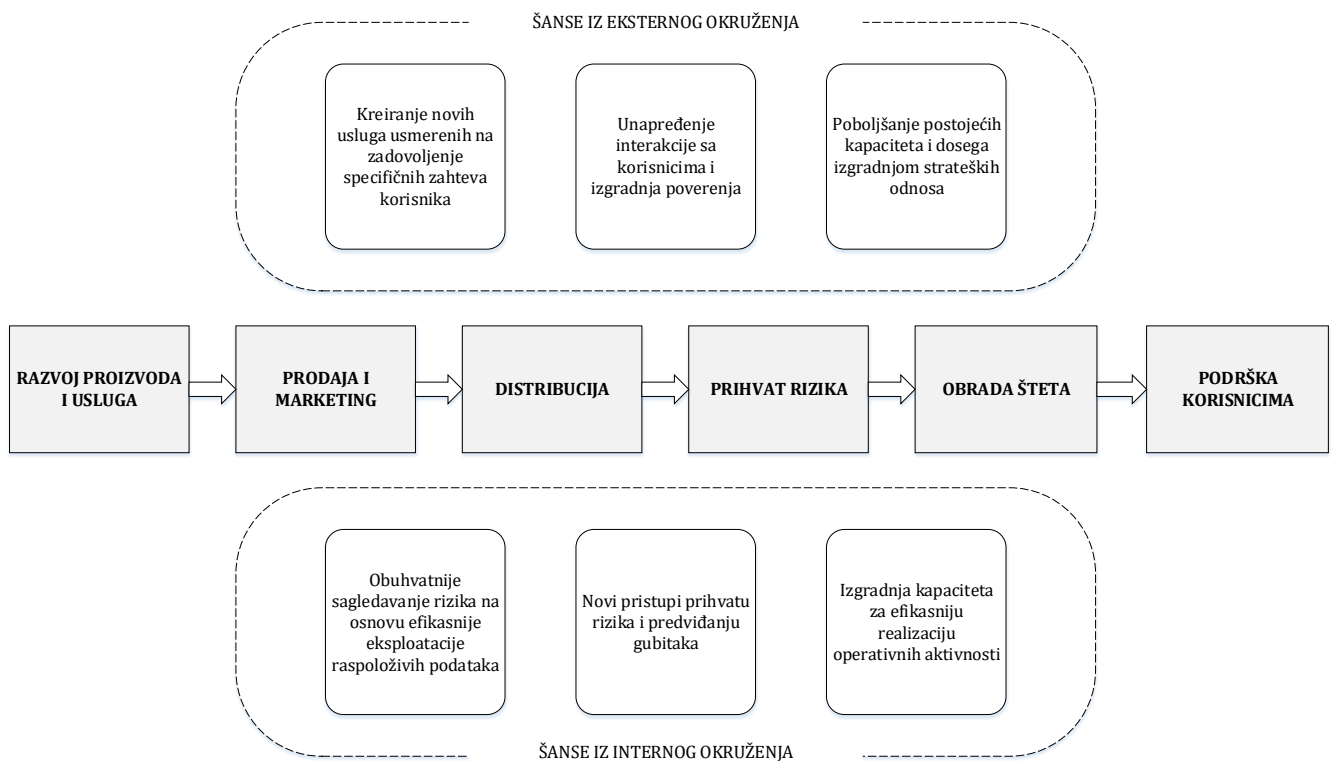 ŠANSE IZ EKSTERNOG OKRUŽENJA
Kreiranje novih
usluga usmerenih na
zadovoljenje
specifičnih zahteva
korisnika
Unapređenje
interakcije sa
korisnicima i
izgradnja poverenja
Poboljšanje postojećih
kapaciteta i dosega
izgradnjom strateških
odnosa
RAZVOJ PROIZVODA
I USLUGA
PRODAJA I
MARKETING
DISTRIBUCIJA
PRIHVAT RIZIKA
OBRADA ŠTETA
PODRŠKA
KORISNICIMA
Obuhvatnije
sagledavanje rizika na
osnovu efikasnije
eksploatacije
raspoloživih podataka
Novi pristupi prihvatu
rizika i predviđanju
gubitaka
Izgradnja kapaciteta
za efikasniju
realizaciju
operativnih aktivnosti
ŠANSE IZ INTERNOG OKRUŽENJA